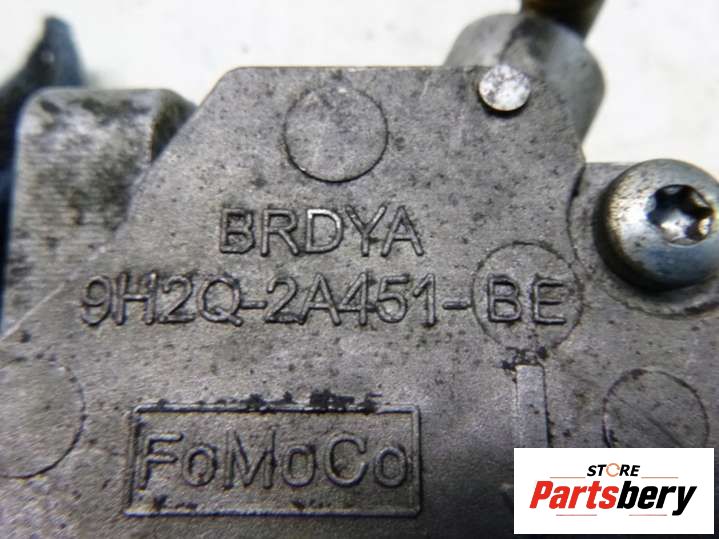 BRDYA
9H2Q-2A451-BE
FoMoCo
STORE
Partsbery